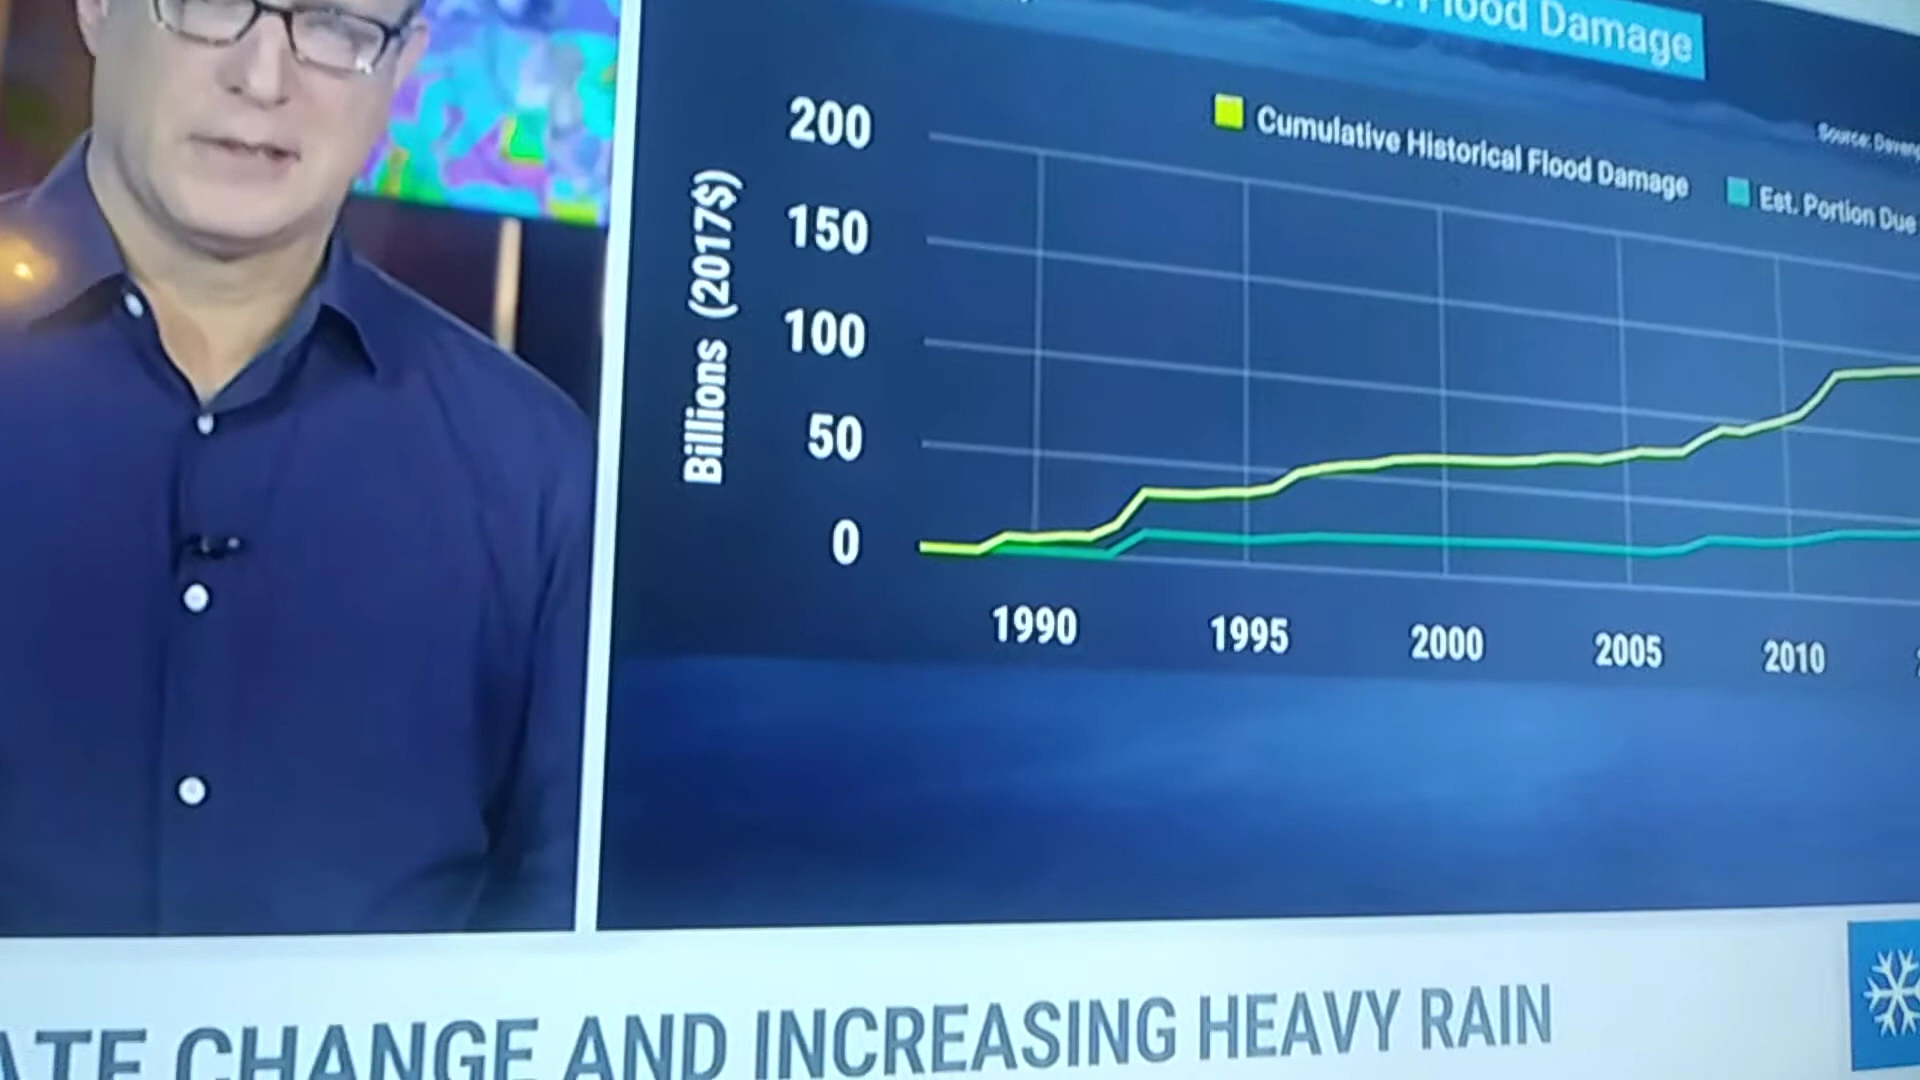 Flood Damage
Cumulative Historical Flood Damage
Est. Portion Due
Source:
Billions (2017$)
200
150
100
50
0
1990
1995
2000
2005
2010
CHANGE AND INCREASING HEAVY RAIN